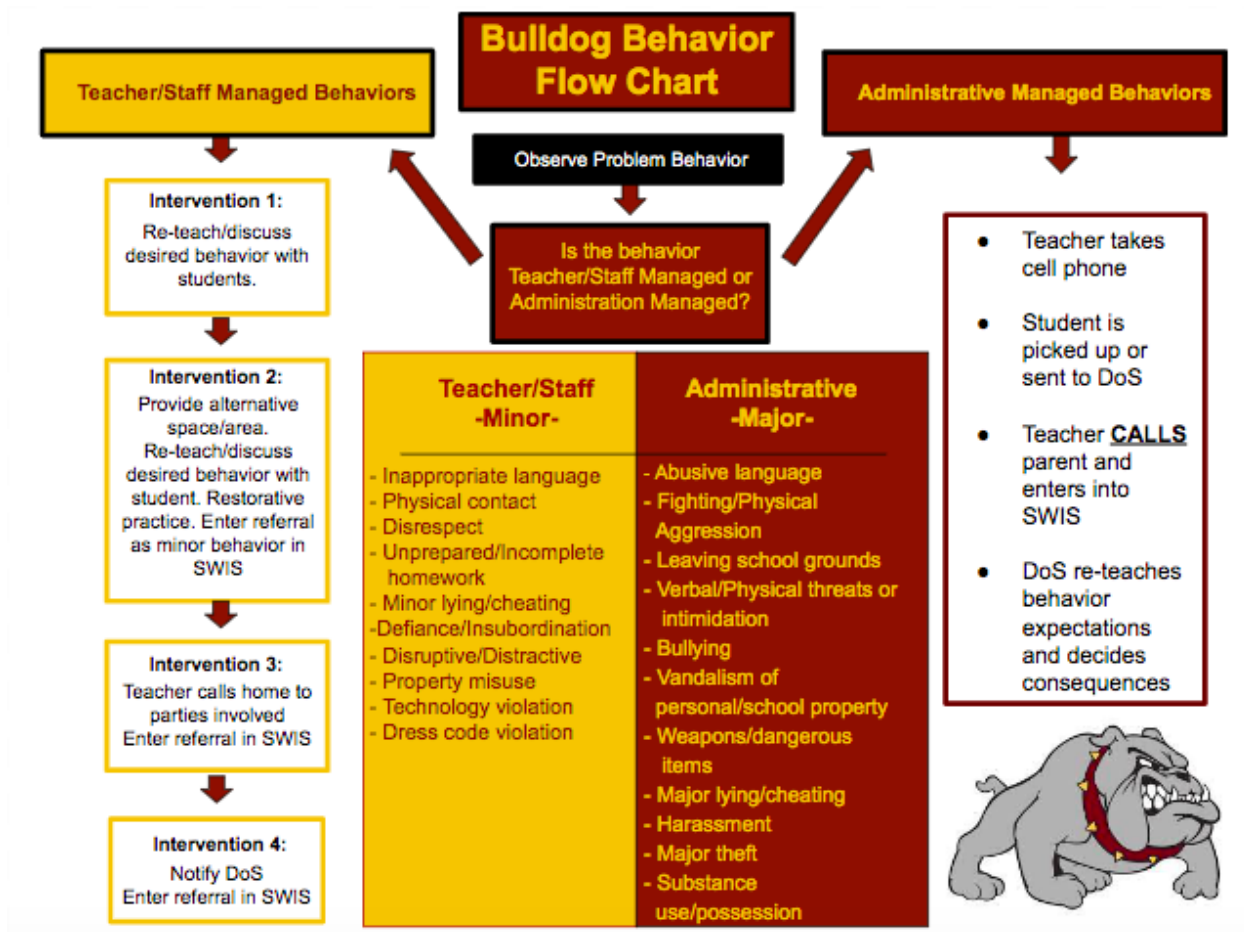 Bulldog Behavior
Flow Chart
Teacher/Staff Managed Behaviors
Administrative Managed Behaviors
Observe Problem Behavior
Is the behavior
Teacher/Staff Managed or
Administration Managed?
Intervention 1:
Re-teach/discuss
desired behavior with
students.
Intervention 2:
Provide alternative
space/area.
Re-teach/discuss
desired behavior with
student. Restorative
practice. Enter referral
as minor behavior in
SWIS
Intervention 3:
Teacher calls home to
parties involved
Enter referral in SWIS
Intervention 4:
Notify DoS
Enter referral in SWIS
Teacher/Staff
-Minor-
- Inappropriate language
- Physical contact
- Disrespect
- Unprepared/Incomplete
homework
- Minor lying/cheating
-Defiance/Insubordination
- Disruptive/Distractive
- Property misuse
- Technology violation
- Dress code violation
Administrative
-Major-
- Abusive language
- Fighting/Physical
Aggression
- Leaving school grounds
- Verbal/Physical threats or
intimidation
- Bullying
- Vandalism of
personal/school property
- Weapons/dangerous
items
- Major lying/cheating
- Harassment
- Major theft
- Substance
use/possession
● Teacher takes
cell phone
● Student is
picked up or
sent to DoS
● Teacher CALLS
parent and
enters into
SWIS
● DoS re-teaches
behavior
expectations
and decides
consequences